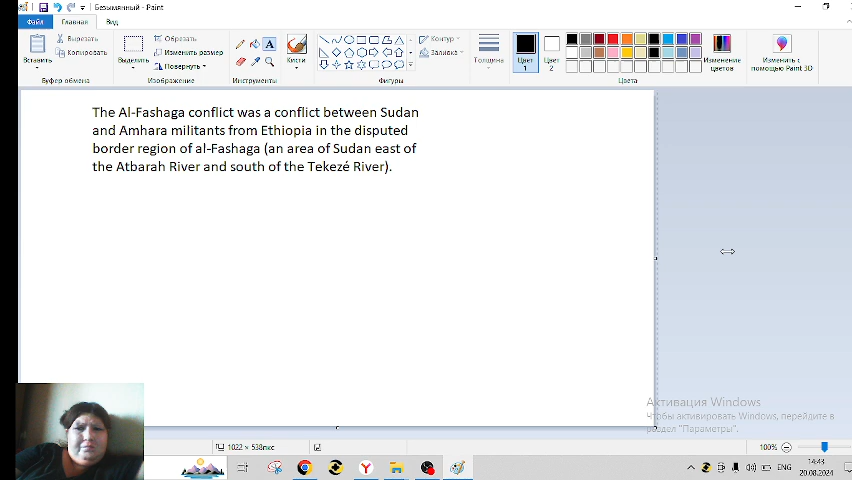 Безымянный - Paint
Файл
Главная
Вид
Вставить
Вырезать
Копировать
Буфер обмена
Выделить
Обрезать
Изменить размер
Повернуть
Изображение
A
Инструменты
Кисти
Фигуры
Контур
Заливка
Толщина
Цвет
1
Цвет
2
Цвета
Изменение
цветов
Изменить с
помощью Paint 3D
The Al-Fashaga conflict was a conflict between Sudan
and Amhara militants from Ethiopia in the disputed
border region of al-Fashaga (an area of Sudan east of
the Atbarah River and south of the Tekezé River).
Активация Windows
Чтобы активировать Windows, перейдите в
раздел "Параметры".
1022 × 538пкс
100%
ENG
14:43
20.08.2024